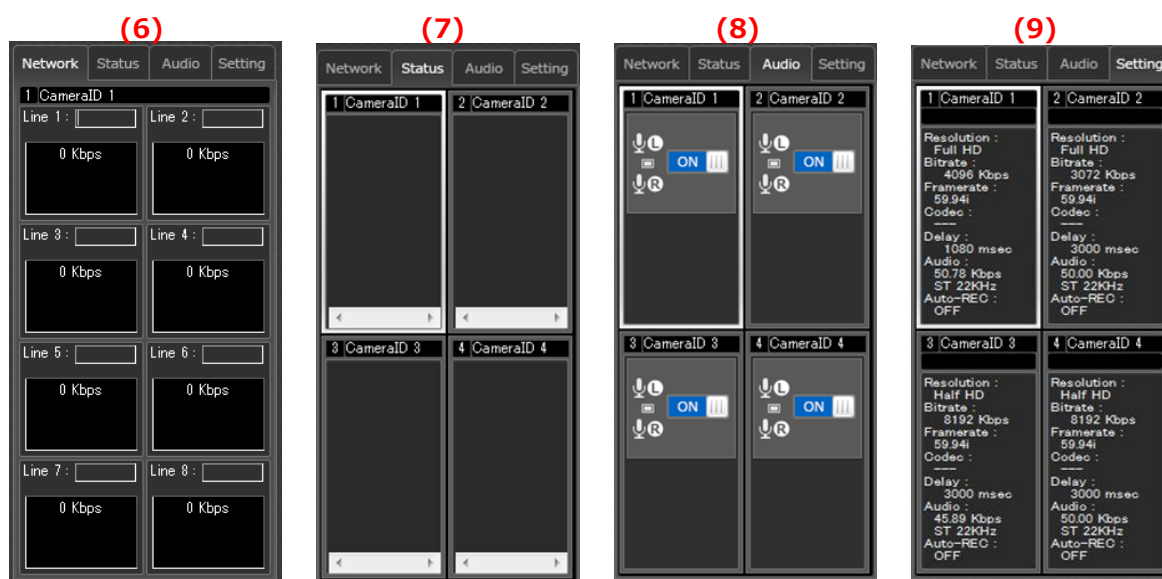 (6)
Network Status Audio Setting
1 CameraID 1
Line 1 : Line 2 :
0 Kbps 0 Kbps
Line 3 : Line 4 :
0 Kbps 0 Kbps
Line 5 : Line 6 :
0 Kbps 0 Kbps
Line 7 : Line 8 :
0 Kbps 0 Kbps
(7)
Network Status Audio Setting
1 CameraID 1 2 CameraID 2
3 CameraID 3 4 CameraID 4
(8)
Network Status Audio Setting
1 CameraID 1 2 CameraID 2
L L
ON ON
R R
3 CameraID 3 4 CameraID 4
L L
ON ON
R R
(9)
Network Status Audio Setting
1 CameraID 1
Resolution :
Full HD
Bitrate :
4096 Kbps
Framerate :
59.94i
Codec :
---
Delay :
1080 msec
Audio :
50.78 Kbps
ST 22KHz
Auto-REC :
OFF
2 CameraID 2
Resolution :
Full HD
Bitrate :
3072 Kbps
Framerate :
59.94i
Codec :
---
Delay :
3000 msec
Audio :
50.00 Kbps
ST 22KHz
Auto-REC :
OFF
3 CameraID 3
Resolution :
Half HD
Bitrate :
8192 Kbps
Framerate :
59.94i
Codec :
---
Delay :
3000 msec
Audio :
45.89 Kbps
ST 22KHz
Auto-REC :
OFF
4 CameraID 4
Resolution :
Half HD
Bitrate :
8192 Kbps
Framerate :
59.94i
Codec :
---
Delay :
3000 msec
Audio :
50.00 Kbps
ST 22KHz
Auto-REC :
OFF